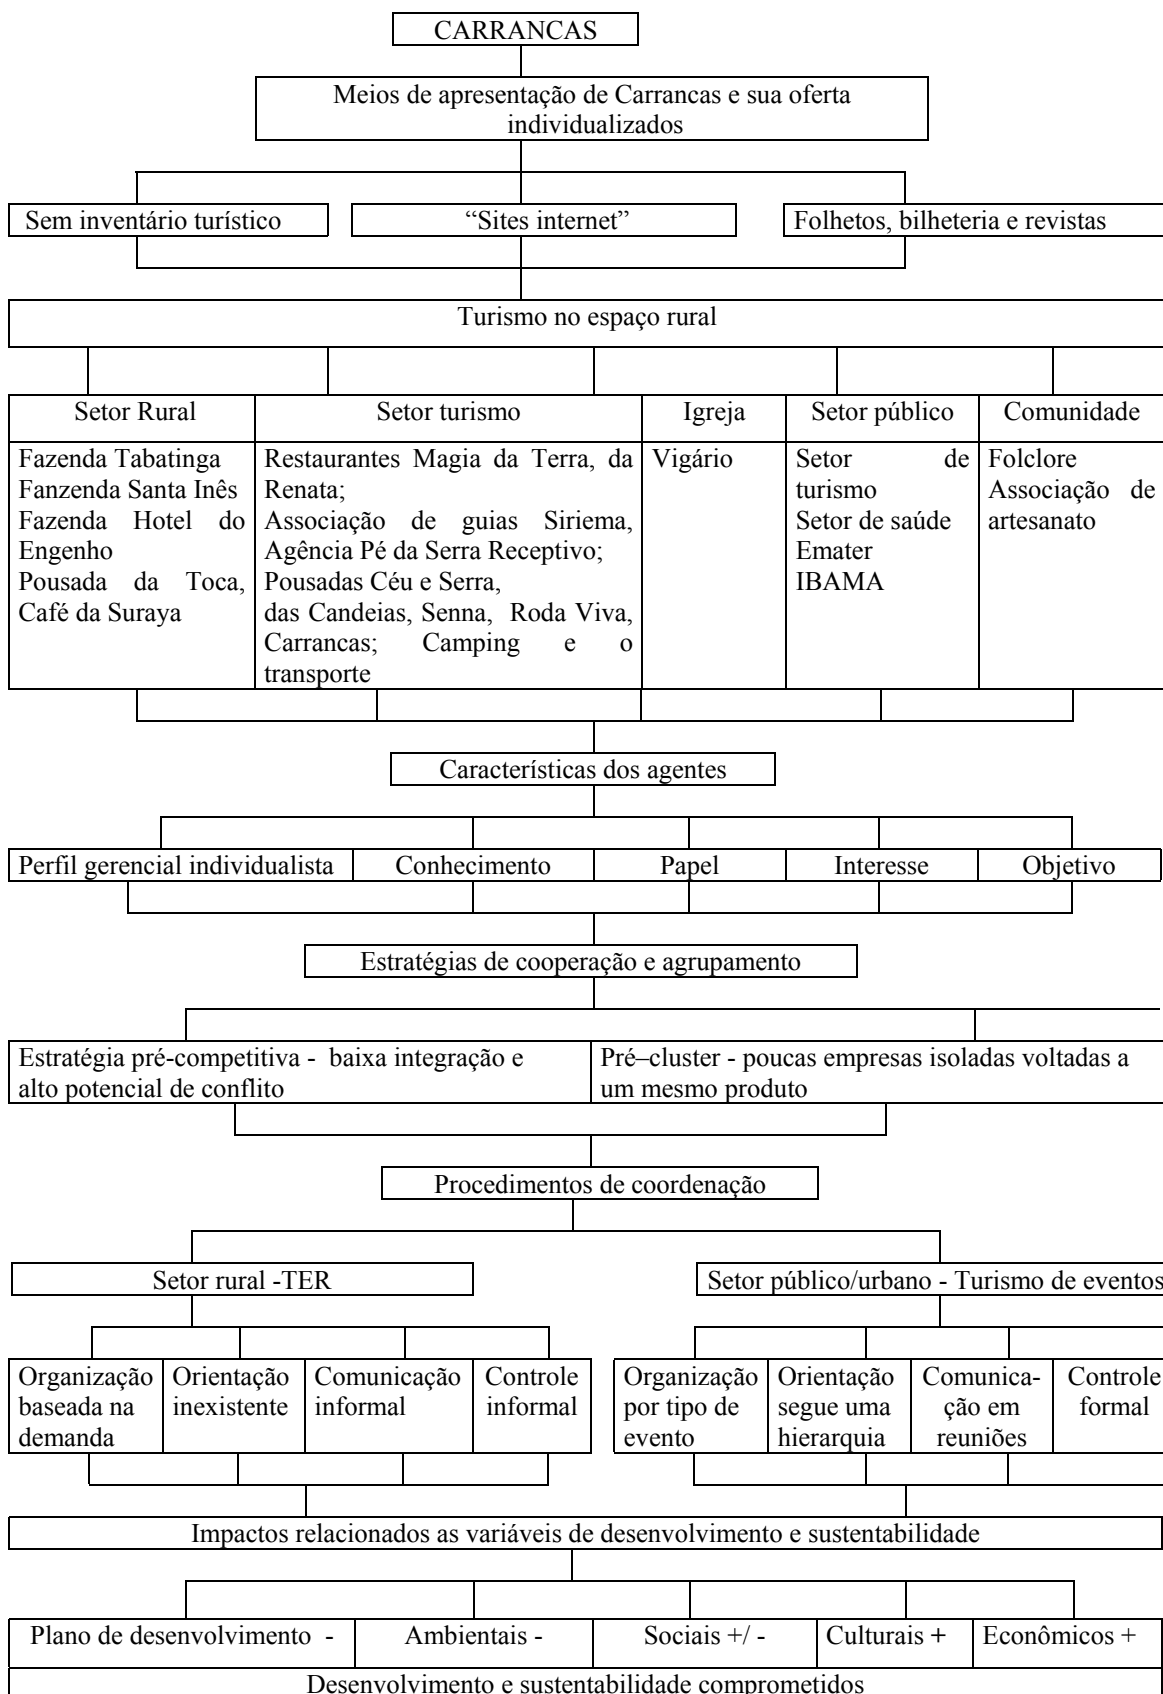 CARRANCAS
Meios de apresentação de Carrancas e sua oferta
individualizados
Sem inventário turístico
“Sites internet”
Folhetos, bilheteria e revistas
Turismo no espaço rural
Setor Rural
Fazenda Tabatinga
Fanzenda Santa Inês
Fazenda Hotel do
Engenho
Pousada da Toca,
Café da Suraya
Setor turismo
Restaurantes Magia da Terra, da
Renata;
Associação de guias Siriema,
Agência Pé da Serra Receptivo;
Pousadas Céu e Serra,
das Candeias, Senna, Roda Viva,
Carrancas; Camping e o
transporte
Igreja
Vigário
Setor público
Setor de
turismo
Setor de saúde
Emater
IBAMA
Comunidade
Folclore
Associação de
artesanato
Características dos agentes
Perfil gerencial individualista
Conhecimento
Papel
Interesse
Objetivo
Estratégias de cooperação e agrupamento
Estratégia pré-competitiva - baixa integração e
alto potencial de conflito
Pré–cluster - poucas empresas isoladas voltadas a
um mesmo produto
Procedimentos de coordenação
Setor rural -TER
Setor público/urbano - Turismo de eventos
Organização
baseada na
demanda
Orientação
inexistente
Comunicação
informal
Controle
informal
Organização
por tipo de
evento
Orientação
segue uma
hierarquia
Comunica-
ção em
reuniões
Controle
formal
Impactos relacionados as variáveis de desenvolvimento e sustentabilidade
Plano de desenvolvimento -
Ambientais -
Sociais +/ -
Culturais +
Econômicos +
Desenvolvimento e sustentabilidade comprometidos